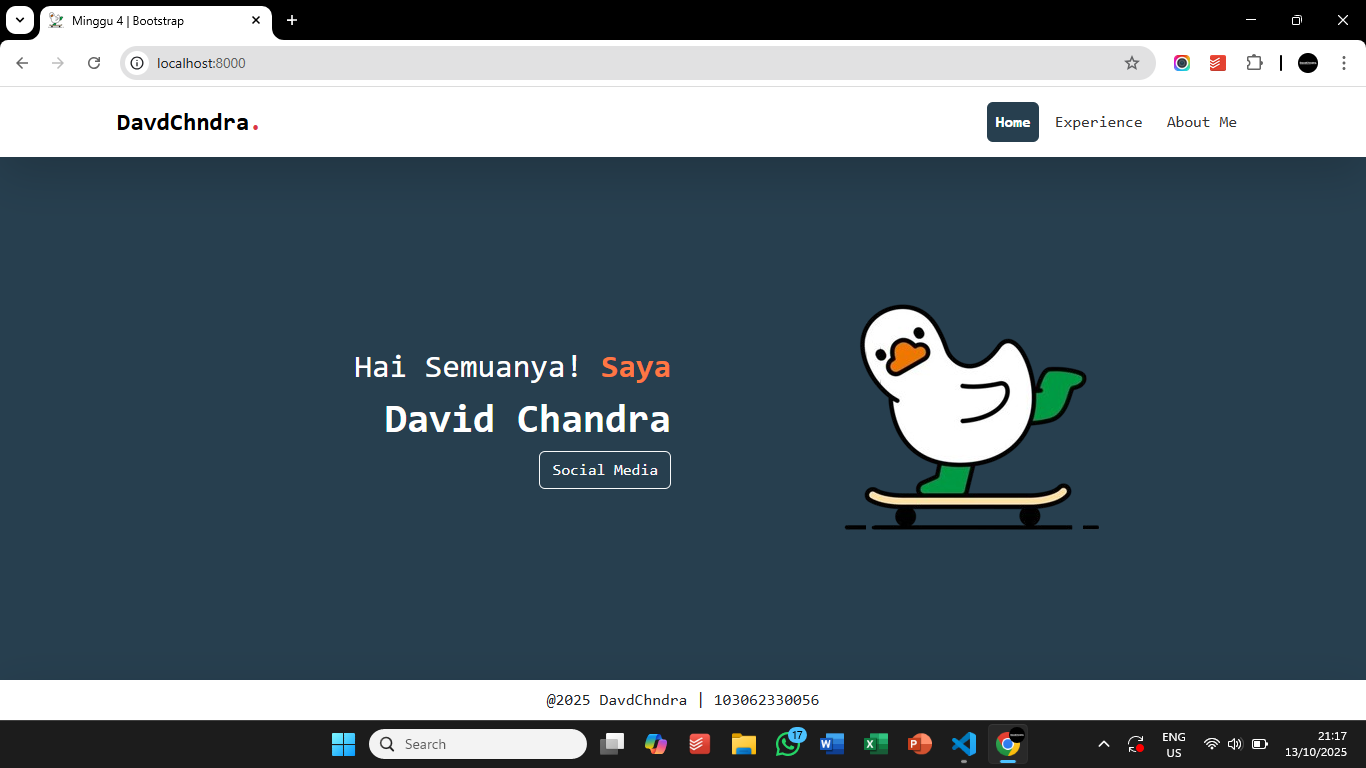 Minggu 4 | Bootstrap
localhost:8000
DavdChndra.
Home Experience About Me
Hai Semuanya! Saya
David Chandra
Social Media
@2025 DavdChndra | 103062330056
Search
17
ENG
US
21:17
13/10/2025